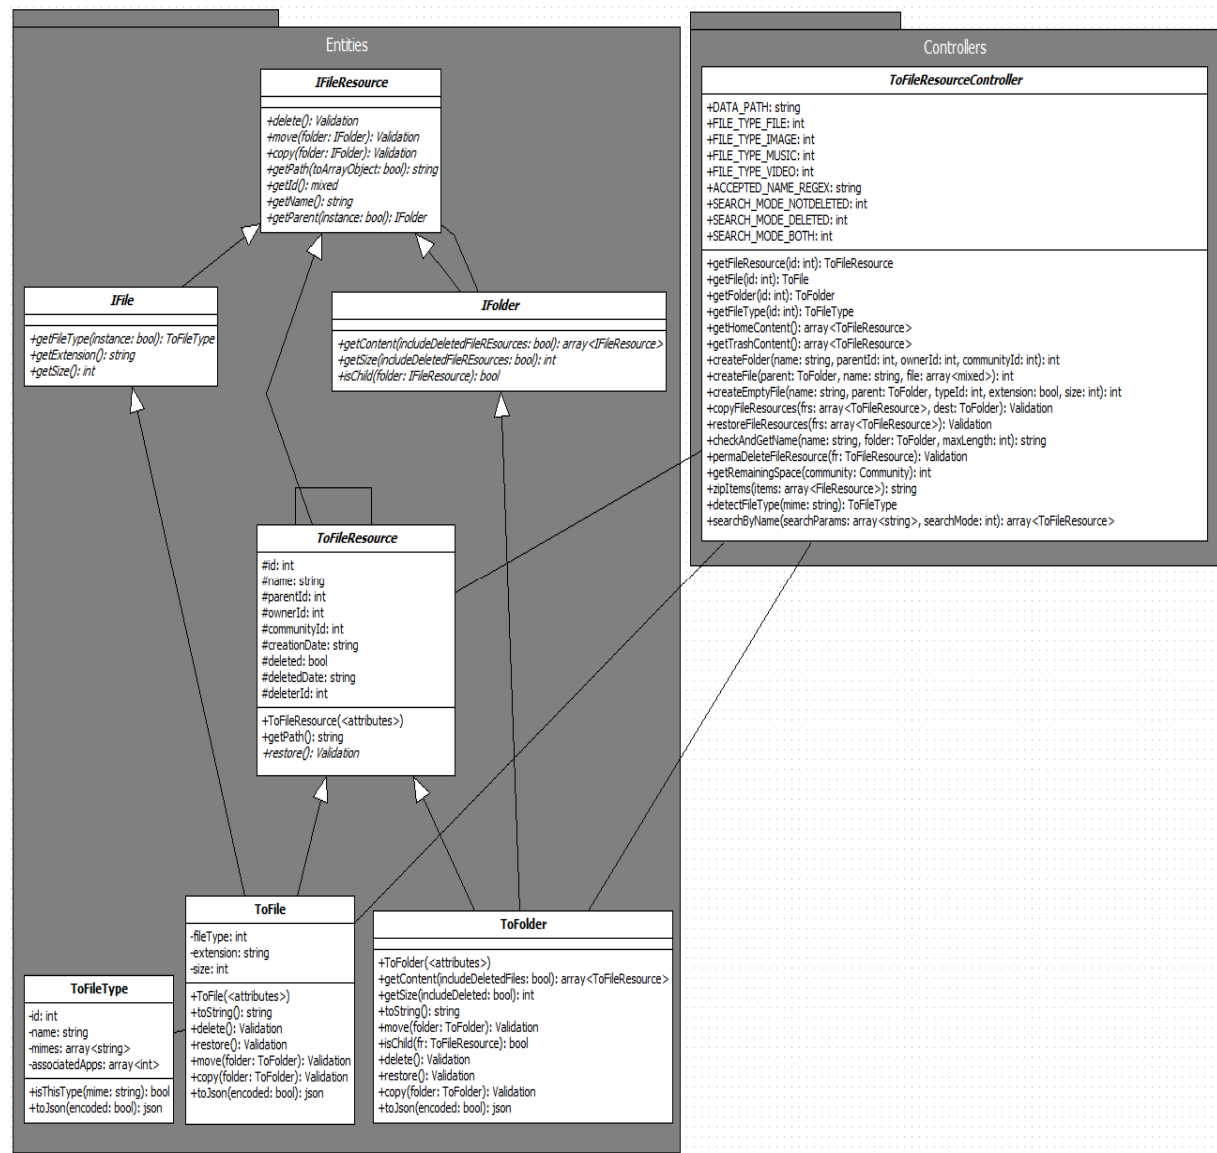 Entities
IFileResource
+delete(): Validation
+move(folder: IFolder): Validation
+copy(folder: IFolder): Validation
+getPath(toArrayObject: bool): string
+getId(): mixed
+getName(): string
+getParent(instance: bool): IFolder
IFile
+getFileType(instance: bool): ToFileType
+getExtension(): string
+getSize(): int
IFolder
+getContent(includeDeletedFileREsources: bool): array<IFileResource>
+getSize(includeDeletedFileREsources: bool): int
+isChild(folder: IFileResource): bool
ToFileResource
#id: int
#name: string
#parentId: int
#ownerId: int
#communityId: int
#creationDate: string
#deleted: bool
#deletedDate: string
#deleterId: int
+ToFileResource(<attributes>)
+getPath(): string
+restore(): Validation
ToFile
-fileType: int
-extension: string
-size: int
+ToFile(<attributes>)
+toString(): string
+delete(): Validation
+restore(): Validation
+move(folder: ToFolder): Validation
+copy(folder: ToFolder): Validation
+toJson(encoded: bool): json
ToFolder
+ToFolder(<attributes>)
+getContent(includeDeletedFiles: bool): array<ToFileResource>
+getSize(includeDeleted: bool): int
+toString(): string
+move(folder: ToFolder): Validation
+isChild(fr: ToFileResource): bool
+delete(): Validation
+restore(): Validation
+copy(folder: ToFolder): Validation
+toJson(encoded: bool): json
ToFileType
-id: int
-name: string
-mimes: array<string>
-associatedApps: array<int>
+isThisType(mime: string): bool
+toJson(encoded: bool): json
Controllers
ToFileResourceController
+DATA_PATH: string
+FILE_TYPE_FILE: int
+FILE_TYPE_IMAGE: int
+FILE_TYPE_MUSIC: int
+FILE_TYPE_VIDEO: int
+ACCEPTED_NAME_REGEX: string
+SEARCH_MODE_NOTDELETED: int
+SEARCH_MODE_DELETED: int
+SEARCH_MODE_BOTH: int
+getFileResource(id: int): ToFileResource
+getFile(id: int): ToFile
+getFolder(id: int): ToFolder
+getFileType(id: int): ToFileType
+getHomeContent(): array<ToFileResource>
+getTrashContent(): array<ToFileResource>
+createFolder(name: string, parentId: int, ownerId: int, communityId: int): int
+createFile(parent: ToFolder, name: string, file: array<mixed>): int
+createEmptyFile(name: string, parent: ToFolder, typeId: int, extension: bool, size: int): int
+copyFileResources(frs: array<ToFileResource>, dest: ToFolder): Validation
+restoreFileResources(frs: array<ToFileResource>): Validation
+checkAndGetName(name: string, folder: ToFolder, maxLength: int): string
+permaDeleteFileResource(fr: ToFileResource): Validation
+getRemainingSpace(community: Community): int
+zipItems(items: array<FileResource>): string
+detectFileType(mime: string): ToFileType
+searchByName(searchParams: array<string>, searchMode: int): array<ToFileResource>